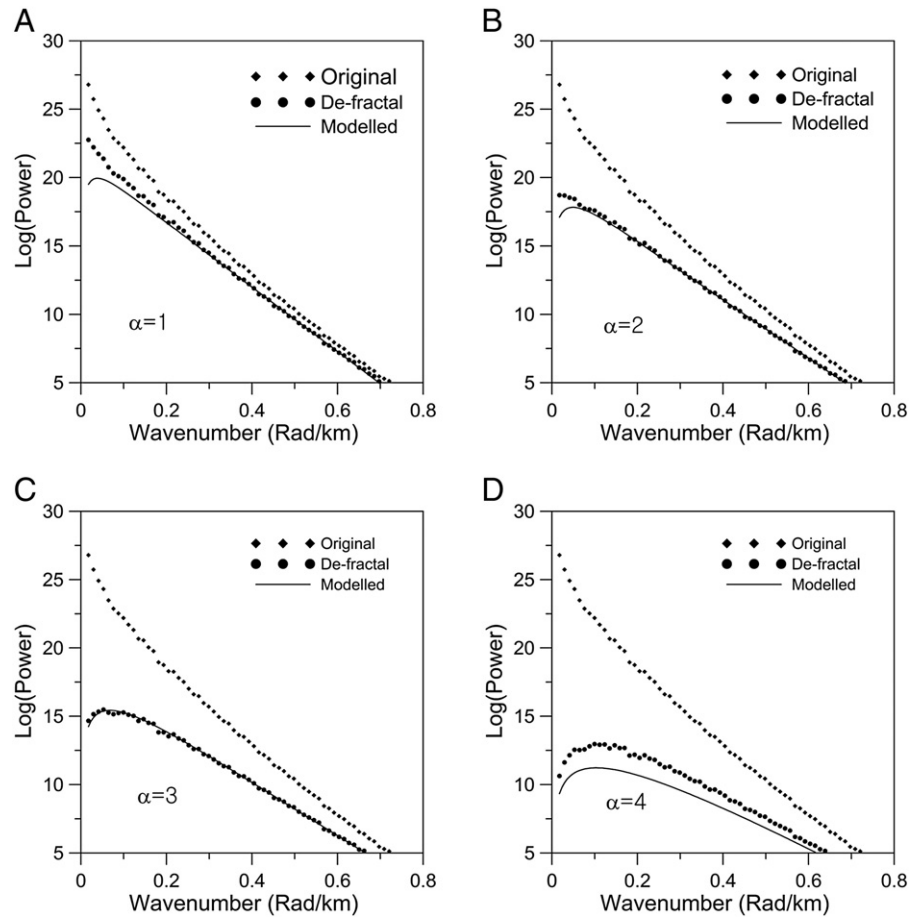 A
30
25
20
15
10
5
Log(Power)
Original
De-fractal
Modelled
α=1
0 0.2 0.4 0.6 0.8
Wavenumber (Rad/km)
B
30
25
20
15
10
5
Log(Power)
Original
De-fractal
Modelled
α=2
0 0.2 0.4 0.6 0.8
Wavenumber (Rad/km)
C
30
25
20
15
10
5
Log(Power)
Original
De-fractal
Modelled
α=3
0 0.2 0.4 0.6 0.8
Wavenumber (Rad/km)
D
30
25
20
15
10
5
Log(Power)
Original
De-fractal
Modelled
α=4
0 0.2 0.4 0.6 0.8
Wavenumber (Rad/km)